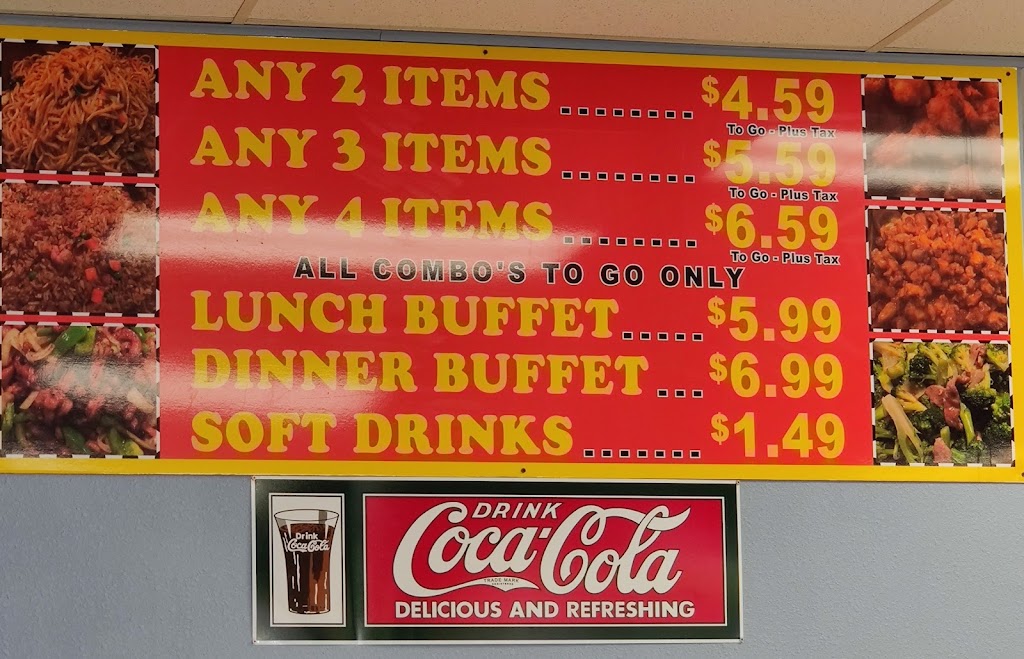 ANY 2 ITEMS ........ $4.59
To Go - Plus Tax
ANY 3 ITEMS ........ $5.59
To Go - Plus Tax
ANY 4 ITEMS ........ $6.59
To Go - Plus Tax
ALL COMBO'S TO GO ONLY
LUNCH BUFFET ..... $5.99
DINNER BUFFET ... $6.99
SOFT DRINKS ....... $1.49
Drink
Coca-Cola
DRINK
Coca-Cola
TRADE MARK
DELICIOUS AND REFRESHING